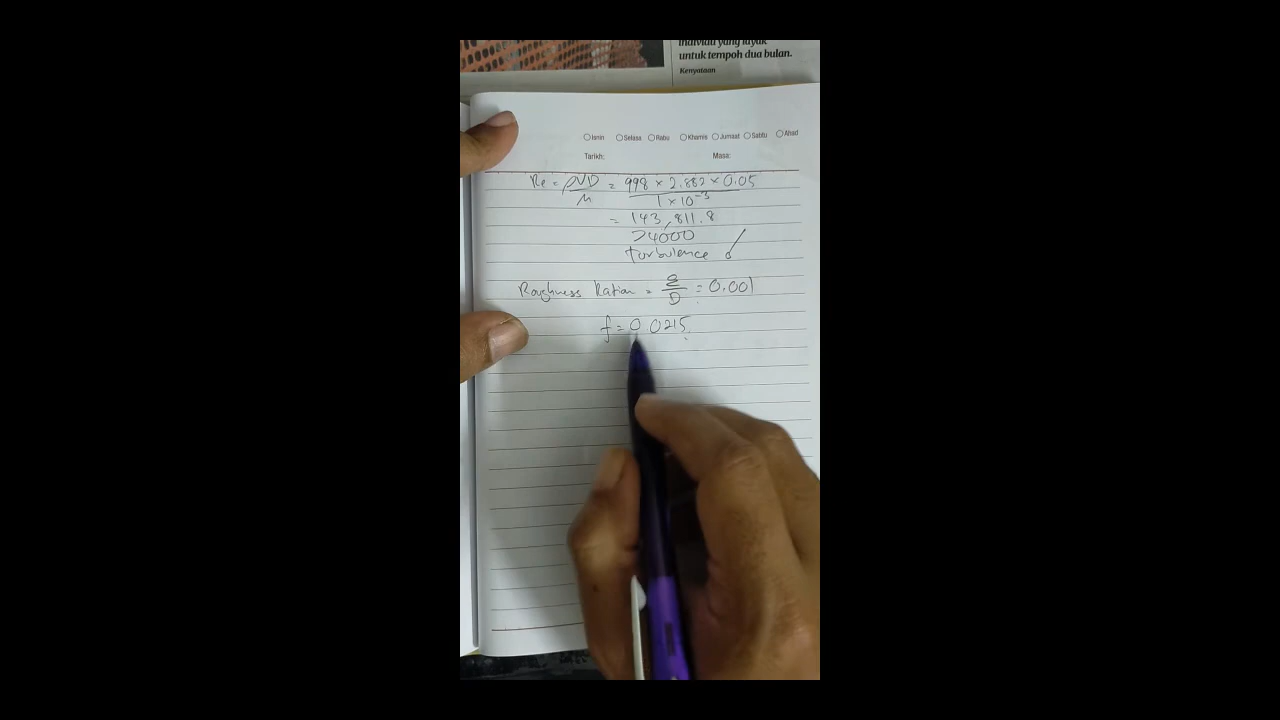 individu yang layak
untuk tempoh dua bulan.
Kenyataan
Isnin Selasa Rabu Khamis Jumaat Sabtu Ahad
Tarikh: Masa:
Re = ρVD/μ = 998 × 2.882 × 0.05 / 1 × 10⁻³
= 143,811.8
>4000
turbulence
Roughness Ration = ε/D = 0.001
f = 0.0215